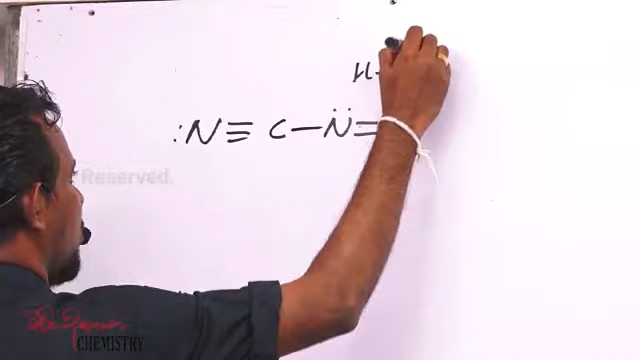 H-
:N≡C-N̈=
Reserved.
CHEMISTRY